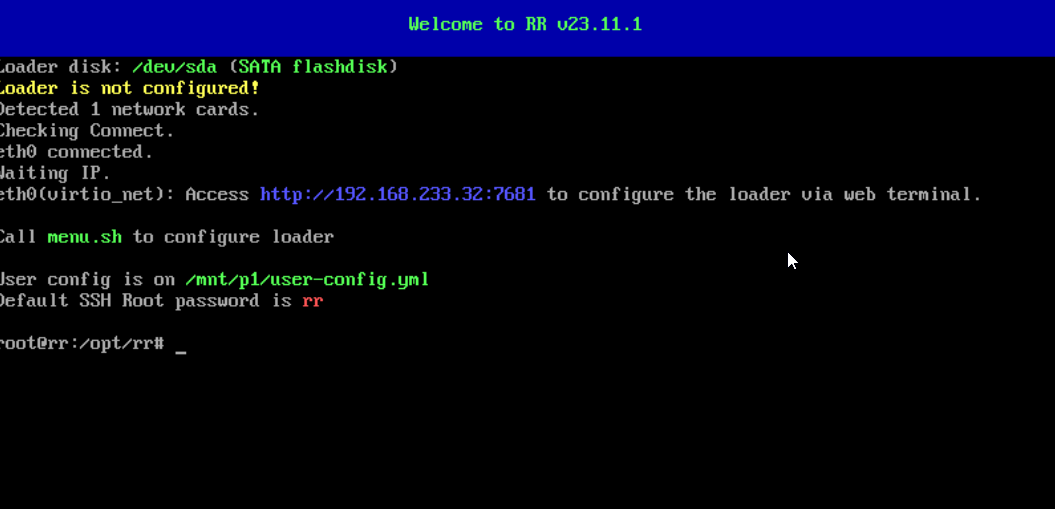 Welcome to RR v23.11.1
Loader disk: /dev/sda (SATA flashdisk)
Loader is not configured!
Detected 1 network cards.
Checking Connect.
eth0 connected.
Waiting IP.
eth0(virtio_net): Access http://192.168.233.32:7681 to configure the loader via web terminal.
Call menu.sh to configure loader
User config is on /mnt/p1/user-config.yml
Default SSH Root password is rr
root@rr:/opt/rr# _